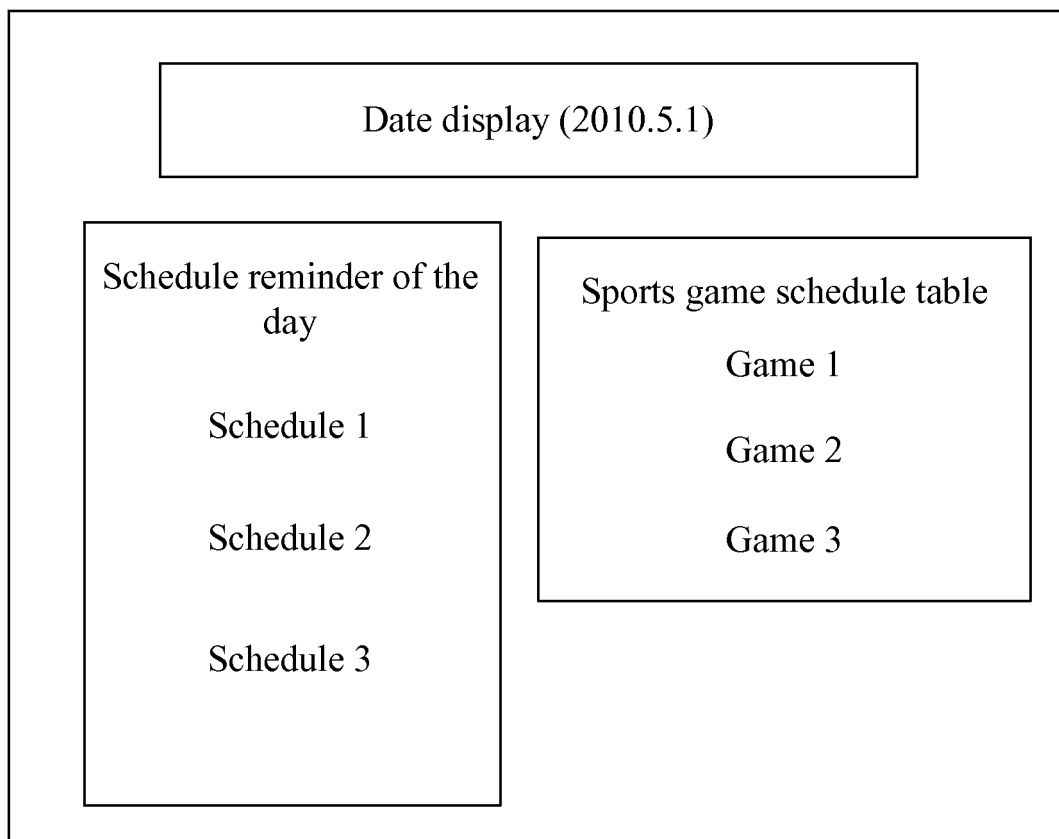 Date display (2010.5.1)
Schedule reminder of the
day
Schedule 1
Schedule 2
Schedule 3
Sports game schedule table
Game 1
Game 2
Game 3